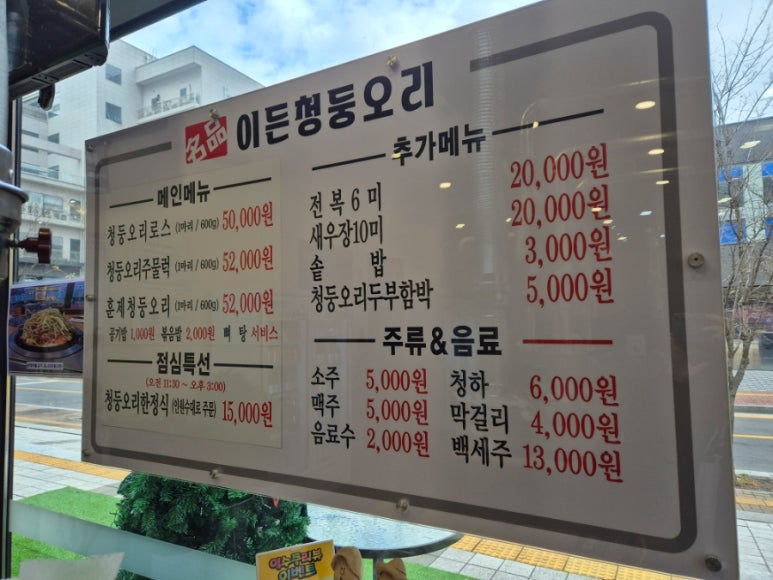 名品 이든청둥오리
메인메뉴
청둥오리로스 (1마리 / 600g) 50,000원
청둥오리주물럭 (1마리 / 600g) 52,000원
훈제청둥오리 (1마리 / 600g) 52,000원
공기밥 1,000원 볶음밥 2,000원 뼈 탕 서비스
점심특선
(오전 11:30 ~ 오후 3:00)
청둥오리한정식 (인원수대로 주문) 15,000원
추가메뉴
전복6미 20,000원
새우장10미 20,000원
솥 밥 3,000원
청둥오리두부함박 5,000원
주류&음료
소주 5,000원 청하 6,000원
맥주 5,000원 막걸리 4,000원
음료수 2,000원 백세주 13,000원
이벤트